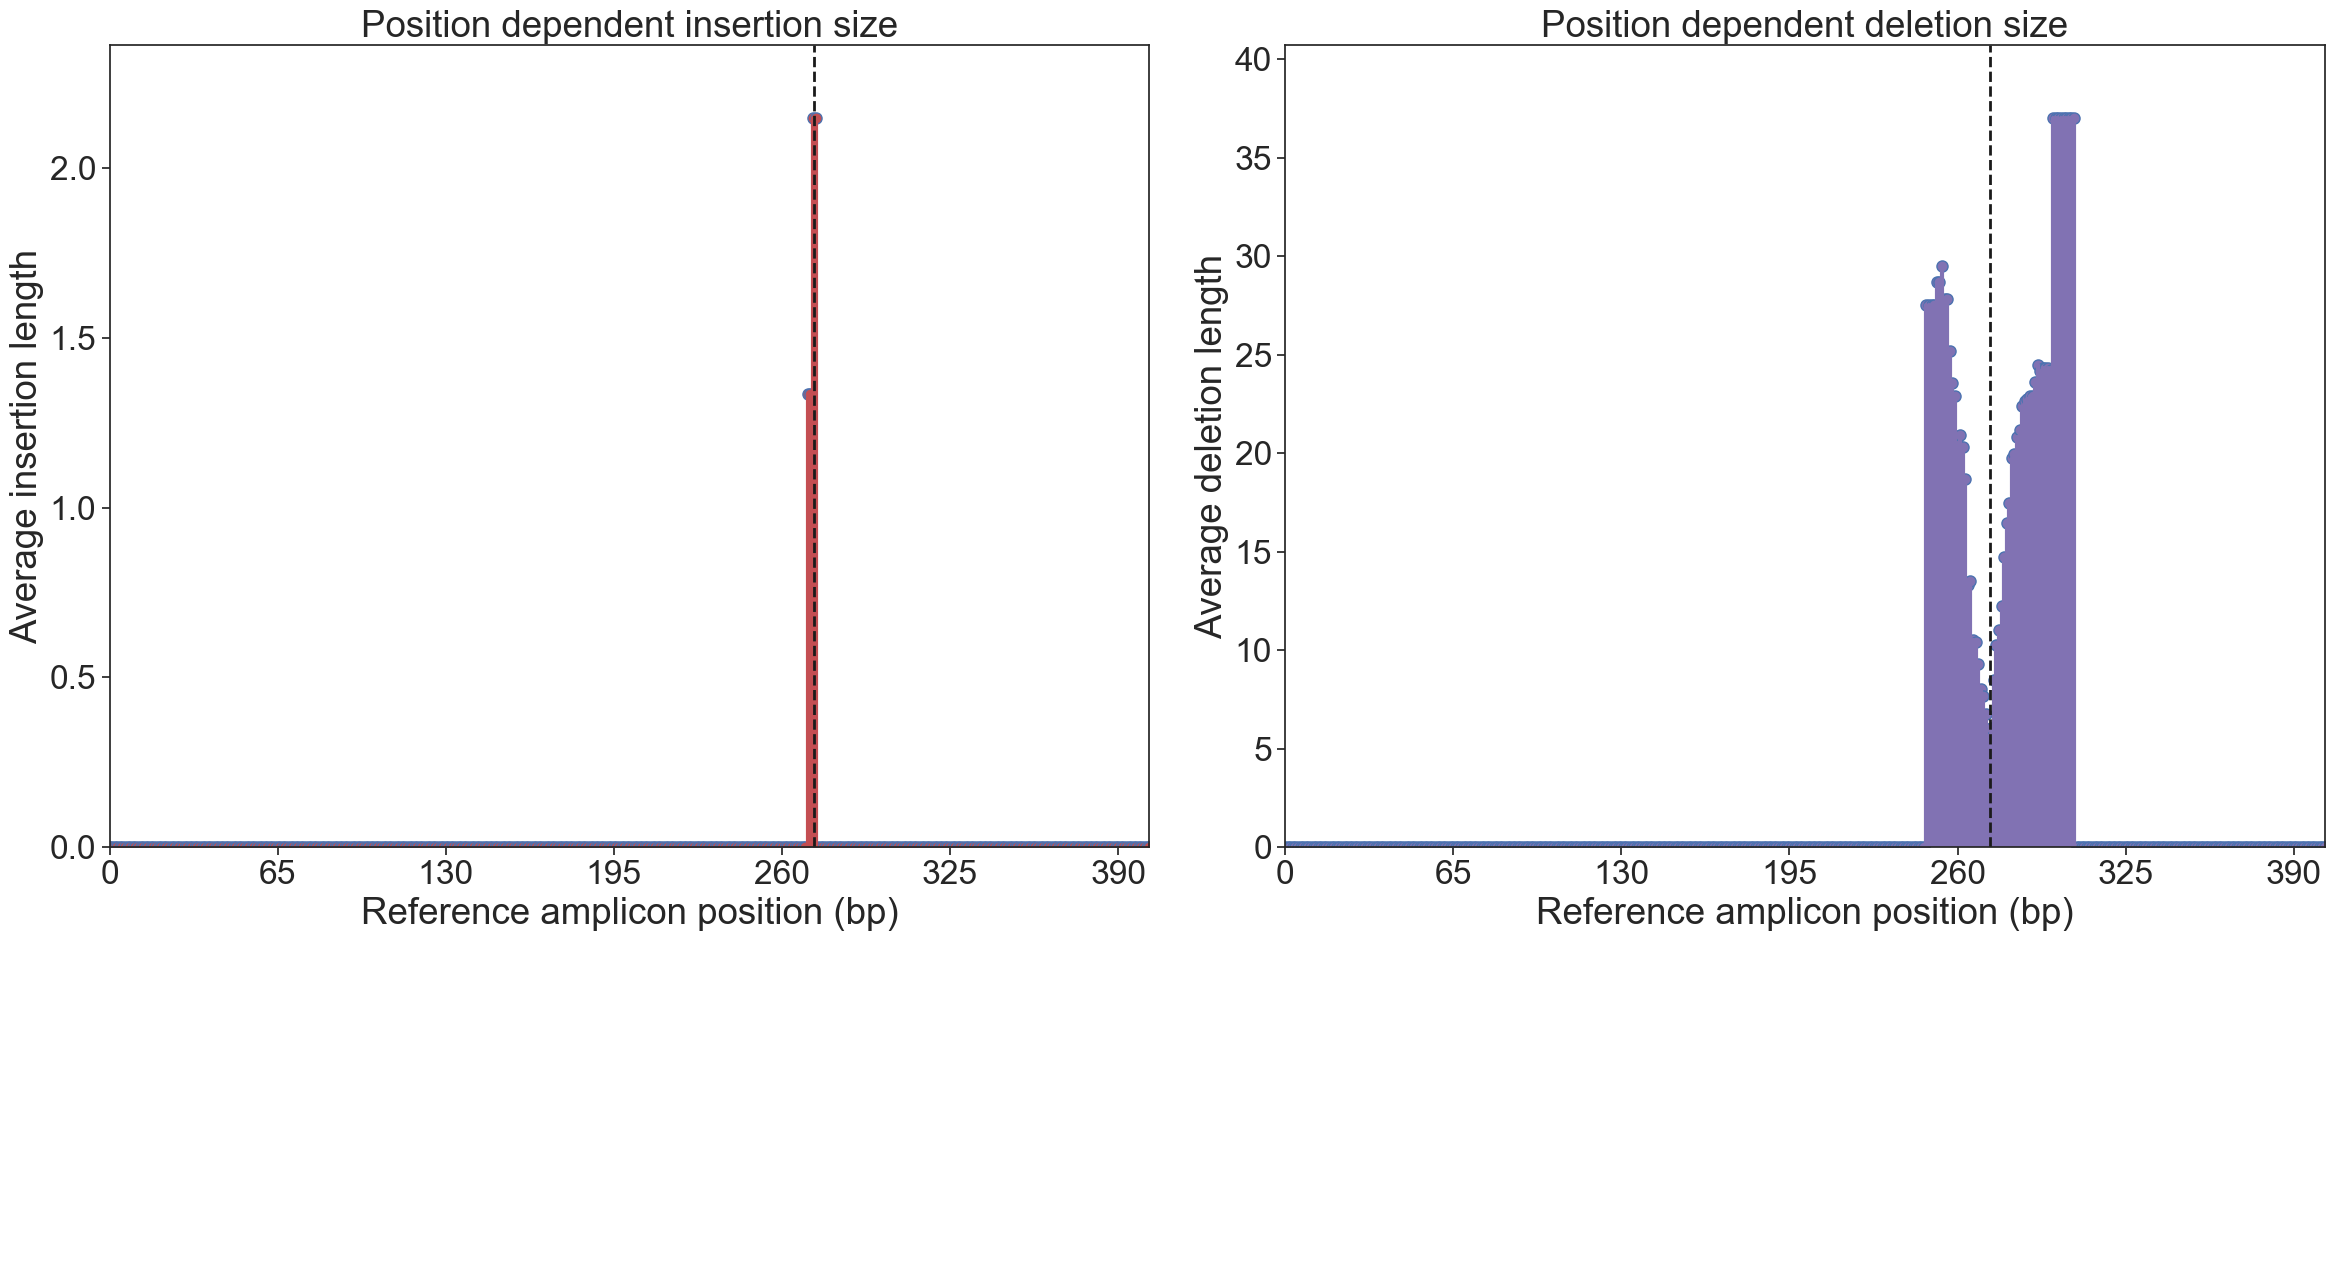 Position dependent insertion size
Average insertion length
2.0
1.5
1.0
0.5
0.0
0 65 130 195 260 325 390
Reference amplicon position (bp)
Position dependent deletion size
Average deletion length
40
35
30
25
20
15
10
5
0
0 65 130 195 260 325 390
Reference amplicon position (bp)